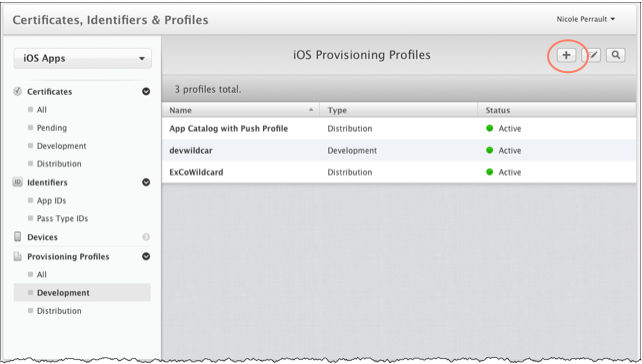 Certificates, Identifiers & Profiles
Nicole Perrault
iOS Apps
iOS Provisioning Profiles
Certificates
All
Pending
Development
Distribution
ID Identifiers
App IDs
Pass Type IDs
Devices
Provisioning Profiles
All
Development
Distribution
3 profiles total.
Name Type Status
App Catalog with Push Profile Distribution Active
devwildcar Development Active
ExCoWildcard Distribution Active